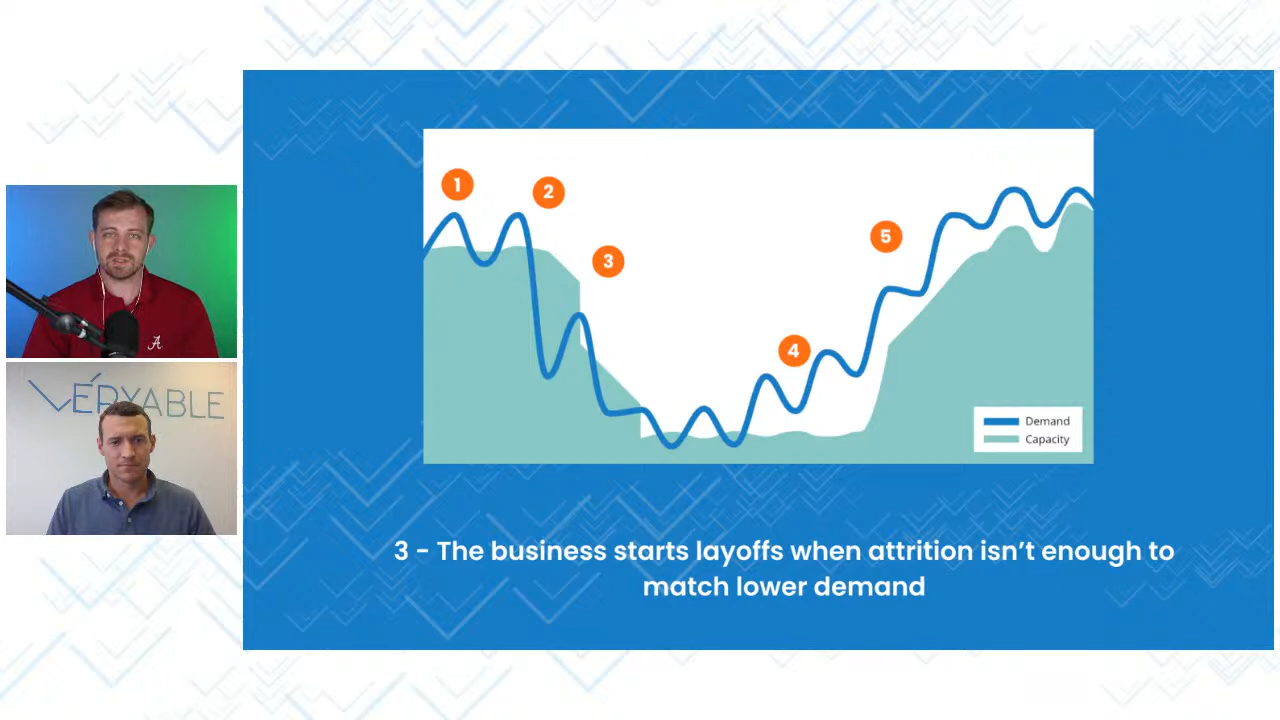 1
2
3
4
5
Demand
Capacity
A
VERYABLE
3 - The business starts layoffs when attrition isn’t enough to
match lower demand